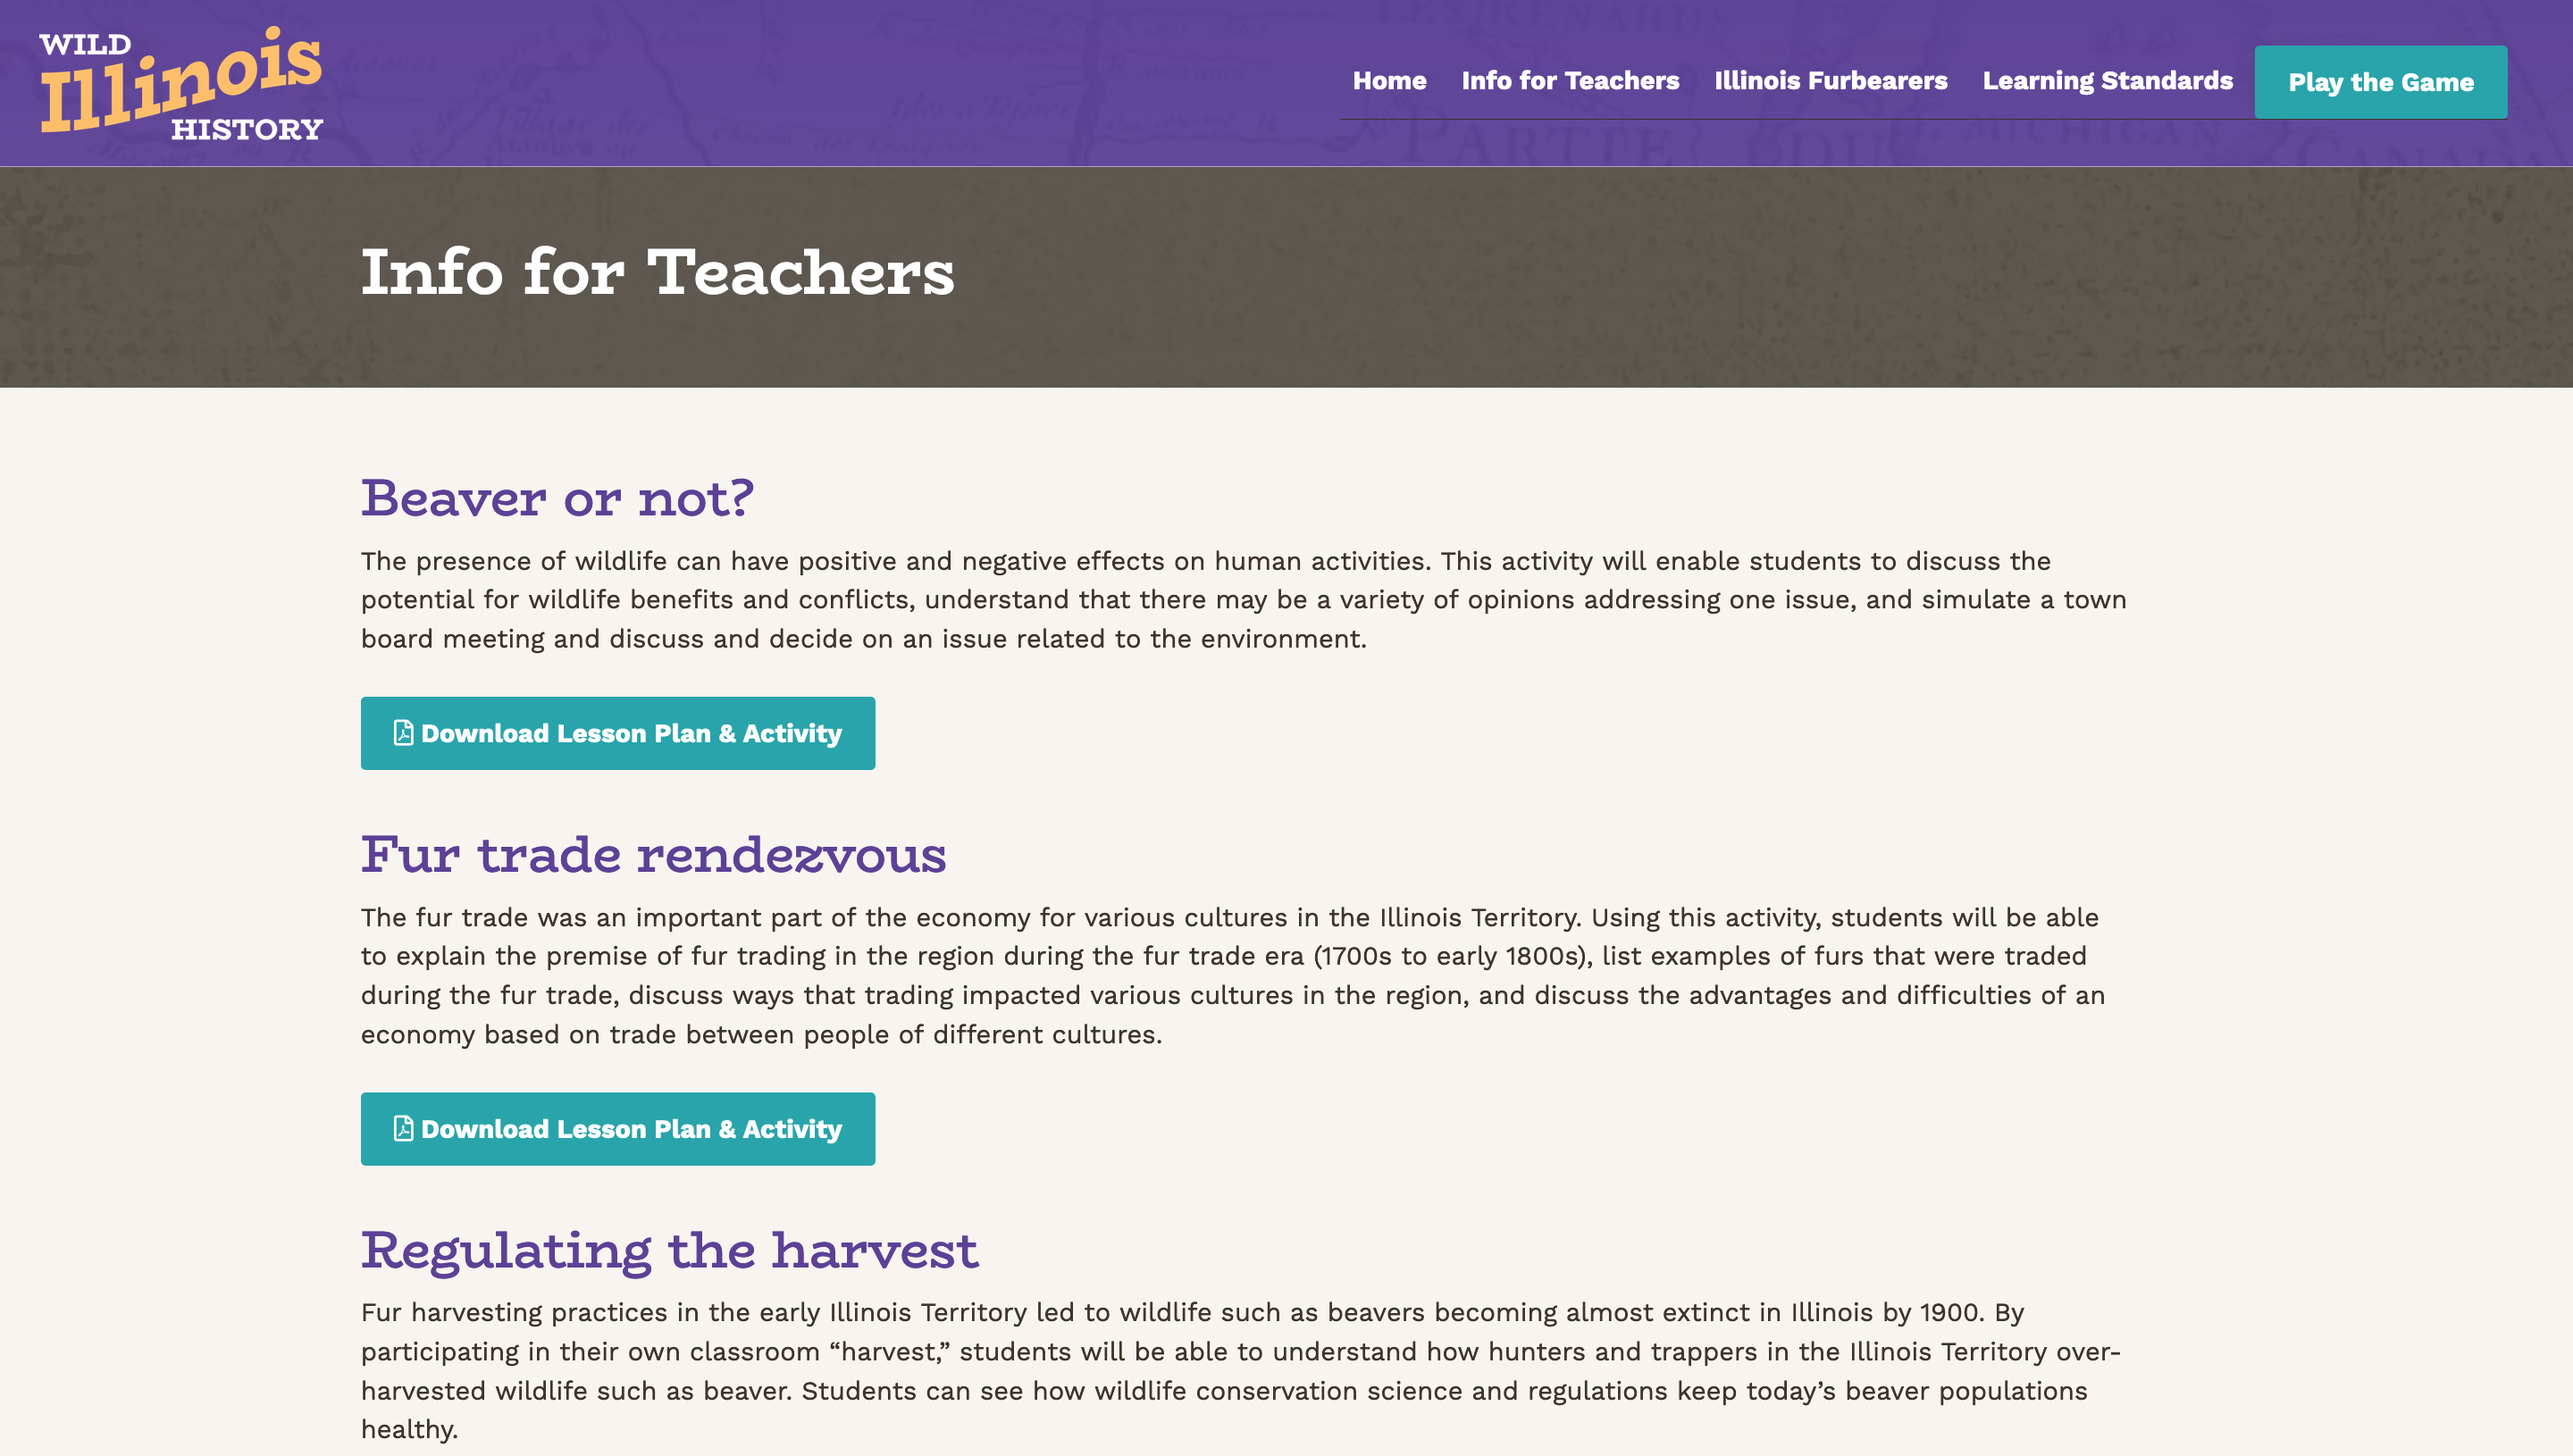 WILD
Illinois
HISTORY
Home Info for Teachers Illinois Furbearers Learning Standards Play the Game
LES RENARDS
PARTIE DU MICHIGAN CANADA
Info for Teachers
Beaver or not?
The presence of wildlife can have positive and negative effects on human activities. This activity will enable students to discuss the
potential for wildlife benefits and conflicts, understand that there may be a variety of opinions addressing one issue, and simulate a town
board meeting and discuss and decide on an issue related to the environment.
Download Lesson Plan & Activity
Fur trade rendezvous
The fur trade was an important part of the economy for various cultures in the Illinois Territory. Using this activity, students will be able
to explain the premise of fur trading in the region during the fur trade era (1700s to early 1800s), list examples of furs that were traded
during the fur trade, discuss ways that trading impacted various cultures in the region, and discuss the advantages and difficulties of an
economy based on trade between people of different cultures.
Download Lesson Plan & Activity
Regulating the harvest
Fur harvesting practices in the early Illinois Territory led to wildlife such as beavers becoming almost extinct in Illinois by 1900. By
participating in their own classroom “harvest,” students will be able to understand how hunters and trappers in the Illinois Territory over-
harvested wildlife such as beaver. Students can see how wildlife conservation science and regulations keep today’s beaver populations
healthy.